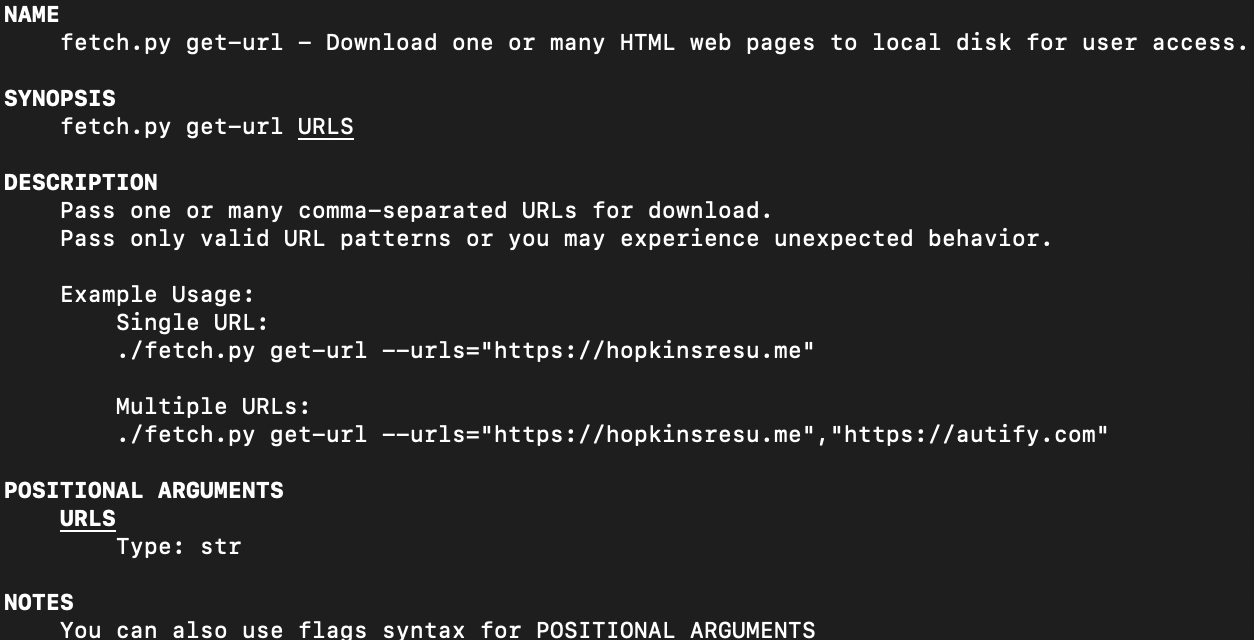 NAME
fetch.py get-url - Download one or many HTML web pages to local disk for user access.
SYNOPSIS
fetch.py get-url URLS
DESCRIPTION
Pass one or many comma-separated URLs for download.
Pass only valid URL patterns or you may experience unexpected behavior.
Example Usage:
Single URL:
./fetch.py get-url --urls="https://hopkinsresu.me"
Multiple URLs:
./fetch.py get-url --urls="https://hopkinsresu.me","https://autify.com"
POSITIONAL ARGUMENTS
URLS
Type: str
NOTES
You can also use flags syntax for POSITIONAL ARGUMENTS